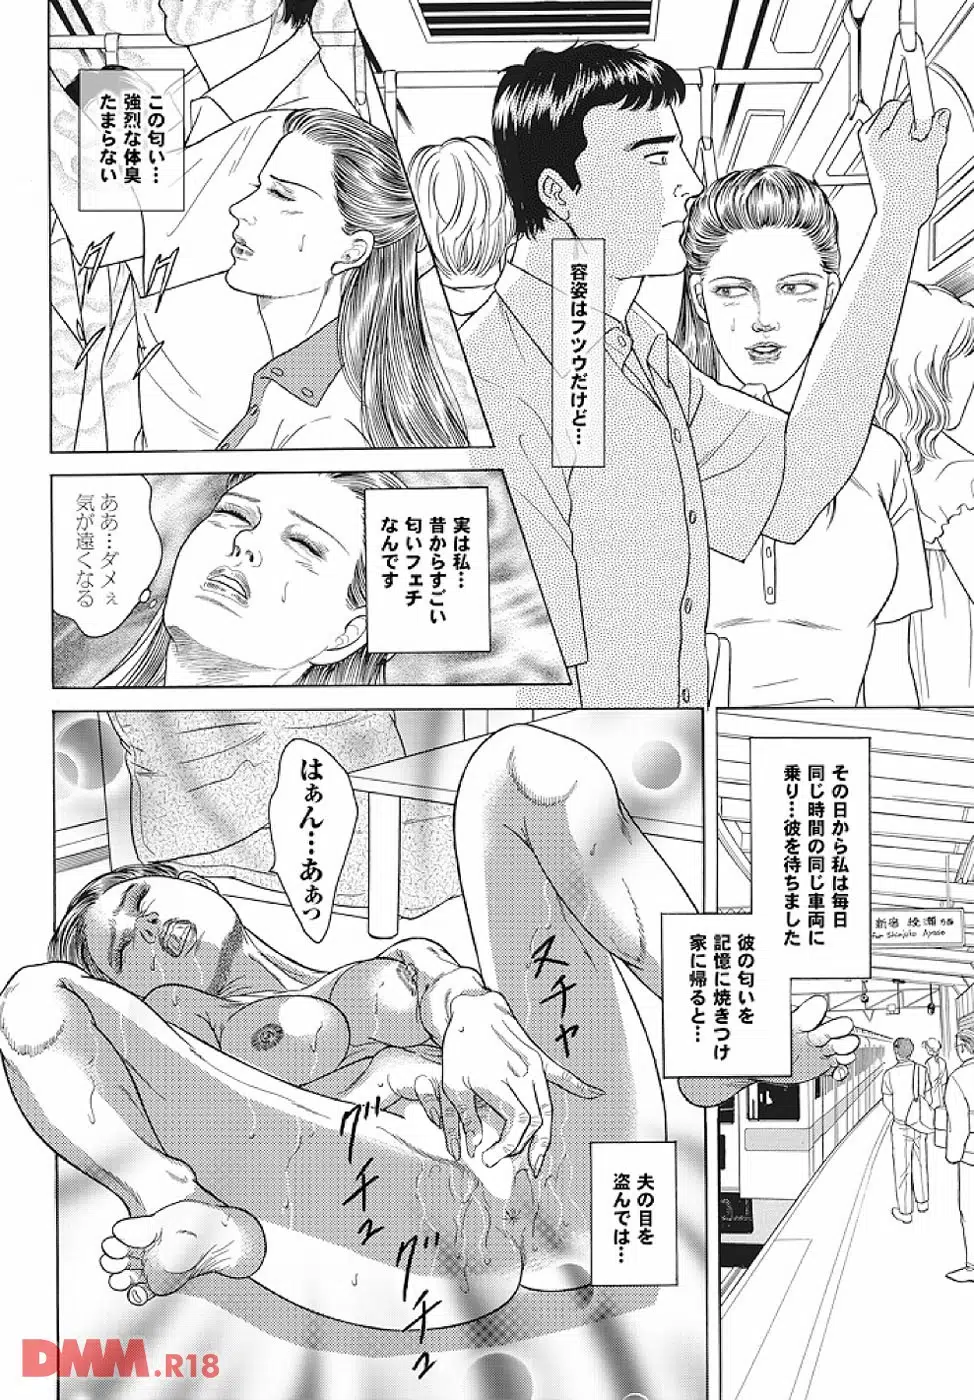 容姿はフツウだけど…
この匂い…
強烈な体臭
たまらない
ガ
タ
ガ
タ
実は私…
昔からすごい
匂いフェチ
なんです
ああ…ダメぇ
気が遠くなる
その日から私は毎日
同じ時間の同じ車両に
乗り…彼を待ちました
新宿 綾瀬 方面
for Shinjuku Ayase
彼の匂いを
記憶に焼きつけ
家に帰ると…
はぁん…あぁっ
ヌチャ
グチュ
グチュ
夫の目を
盗んでは…
DMM.R18